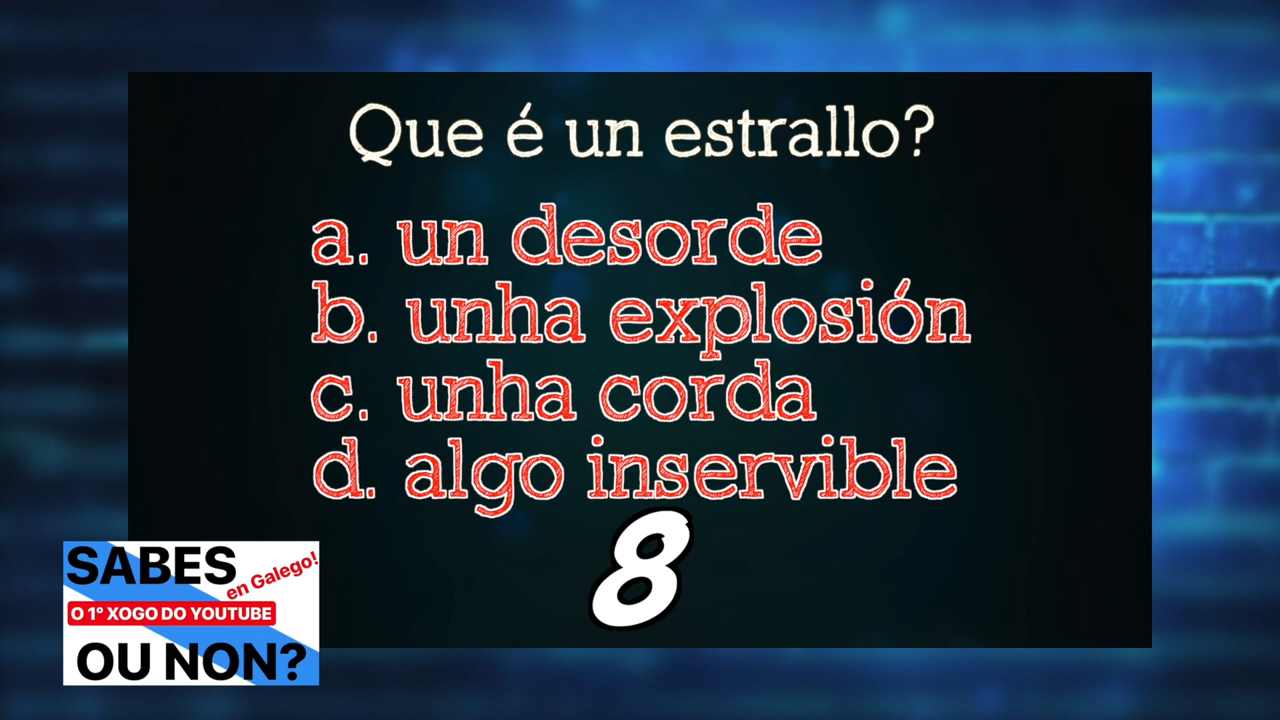 Que é un estrallo?
a. un desorde
b. unha explosión
c. unha corda
d. algo inservible
8
SABES
en Galego!
O 1º XOGO DO YOUTUBE
OU NON?